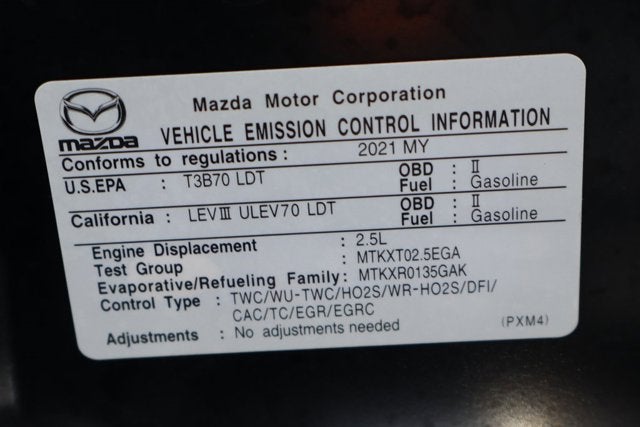 mazda
Mazda Motor Corporation
VEHICLE EMISSION CONTROL INFORMATION
Conforms to regulations : 2021 MY
U.S.EPA : T3B70 LDT OBD : II
Fuel : Gasoline
California : LEVIII ULEV70 LDT OBD : II
Fuel : Gasoline
Engine Displacement : 2.5L
Test Group : MTKXT02.5EGA
Evaporative/Refueling Family: MTKXR0135GAK
Control Type : TWC/WU-TWC/HO2S/WR-HO2S/DFI/
CAC/TC/EGR/EGRC
Adjustments : No adjustments needed
(PXM4)